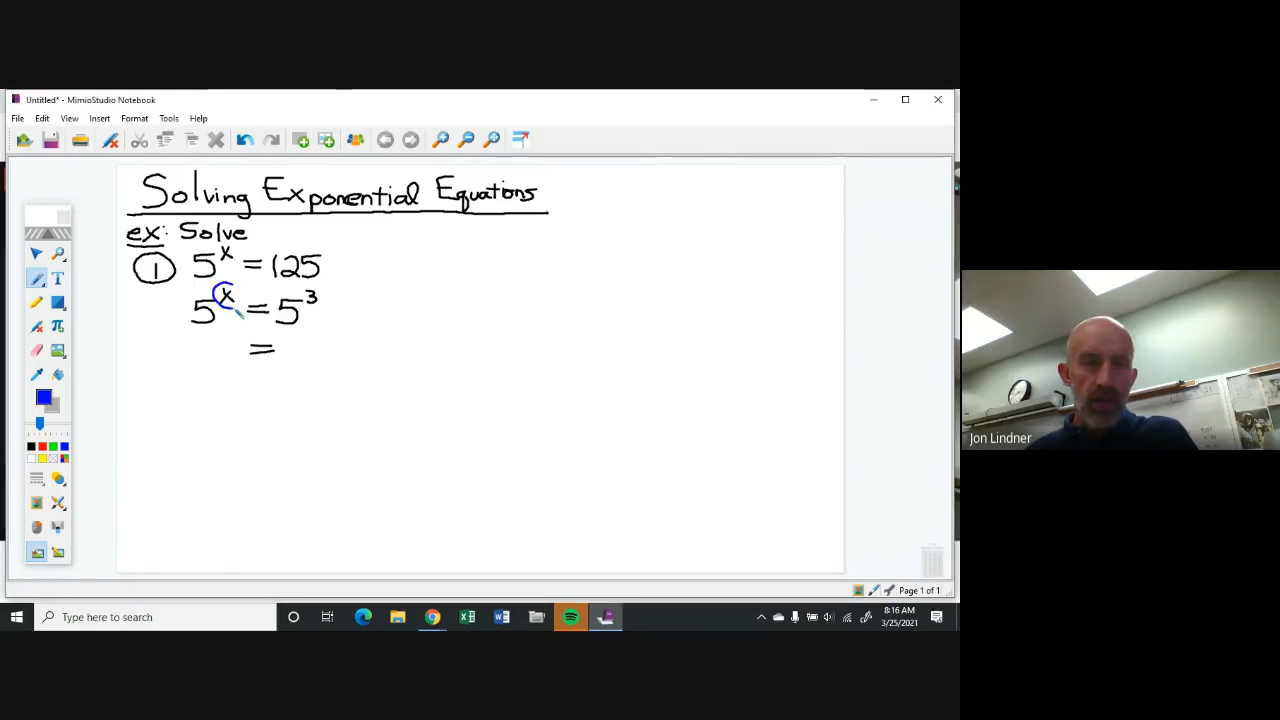 Untitled* - MimioStudio Notebook
File Edit View Insert Format Tools Help
Solving Exponential Equations
ex: Solve
① 5^x = 125
5^x = 5^3
=
Jon Lindner
Page 1 of 1
Type here to search
8:16 AM
3/25/2021